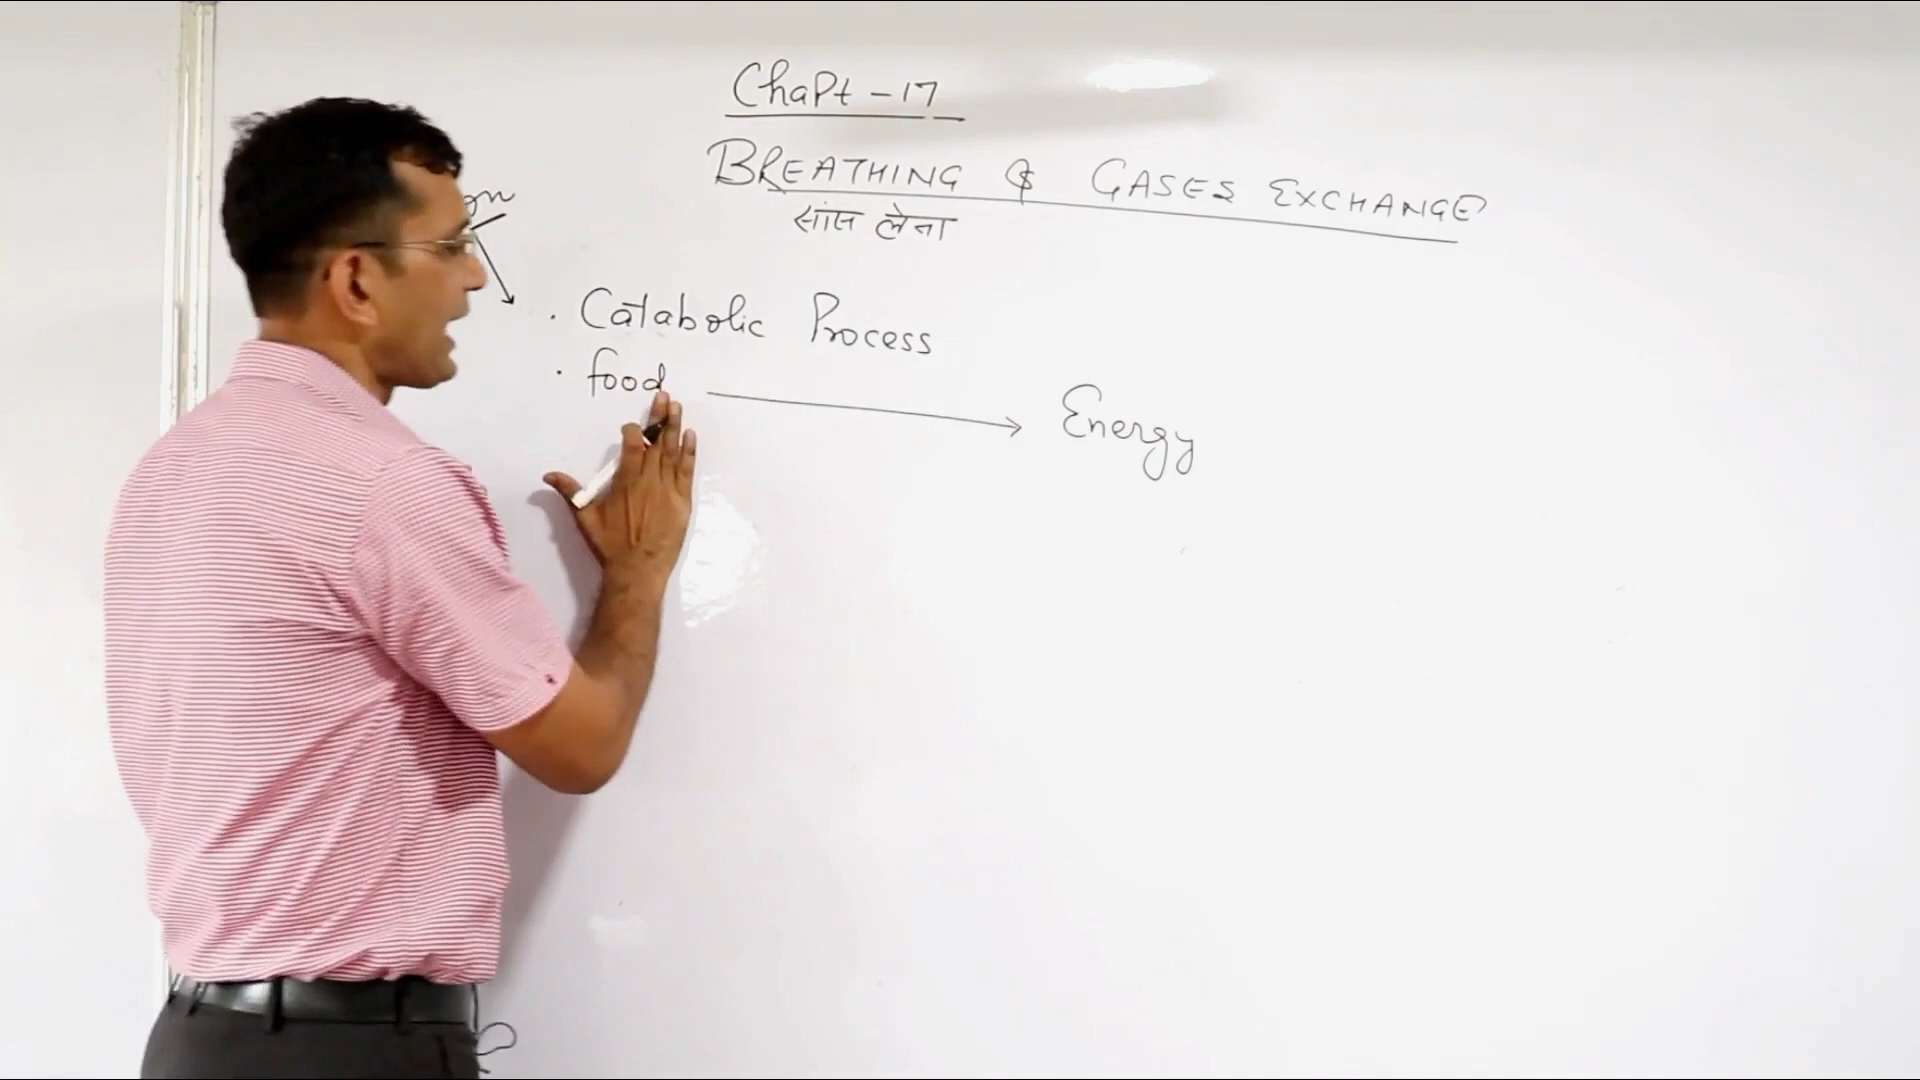 ChaPt - 17
BREATHING & GASES EXCHANGE
सांस लेना
. Catabolic Process
. food → Energy